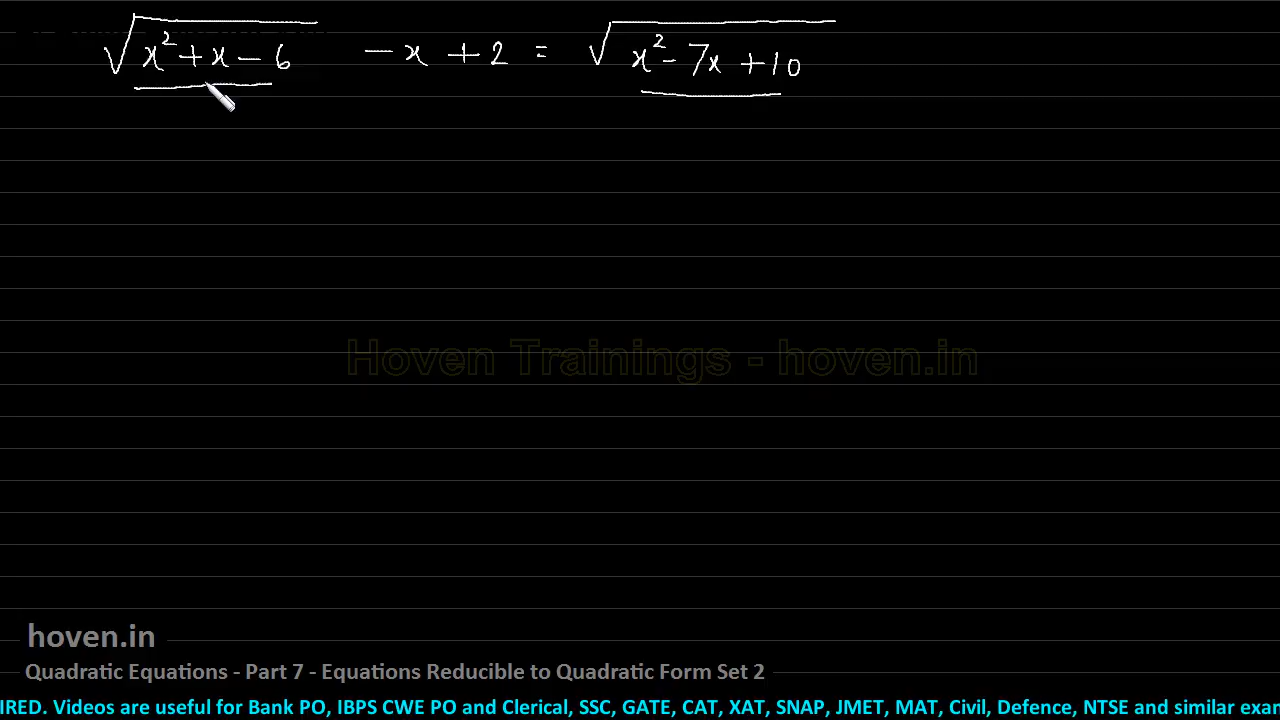 √(x² + x - 6) - x + 2 = √(x² - 7x + 10)
Hoven Trainings - hoven.in
hoven.in
Quadratic Equations - Part 7 - Equations Reducible to Quadratic Form Set 2
IRED. Videos are useful for Bank PO, IBPS CWE PO and Clerical, SSC, GATE, CAT, XAT, SNAP, JMET, MAT, Civil, Defence, NTSE and similar exa